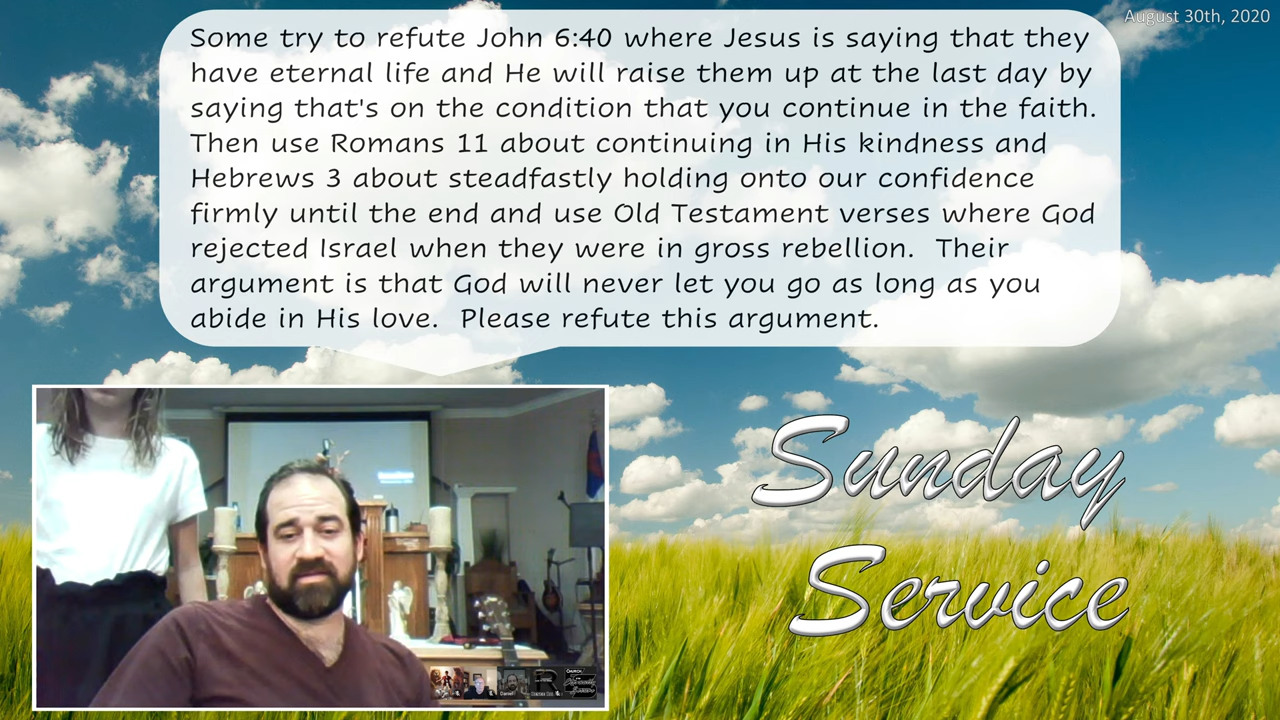 August 30th, 2020
Some try to refute John 6:40 where Jesus is saying that they
have eternal life and He will raise them up at the last day by
saying that's on the condition that you continue in the faith.
Then use Romans 11 about continuing in His kindness and
Hebrews 3 about steadfastly holding onto our confidence
firmly until the end and use Old Testament verses where God
rejected Israel when they were in gross rebellion.  Their
argument is that God will never let you go as long as you
abide in His love.  Please refute this argument.
Sunday
Service